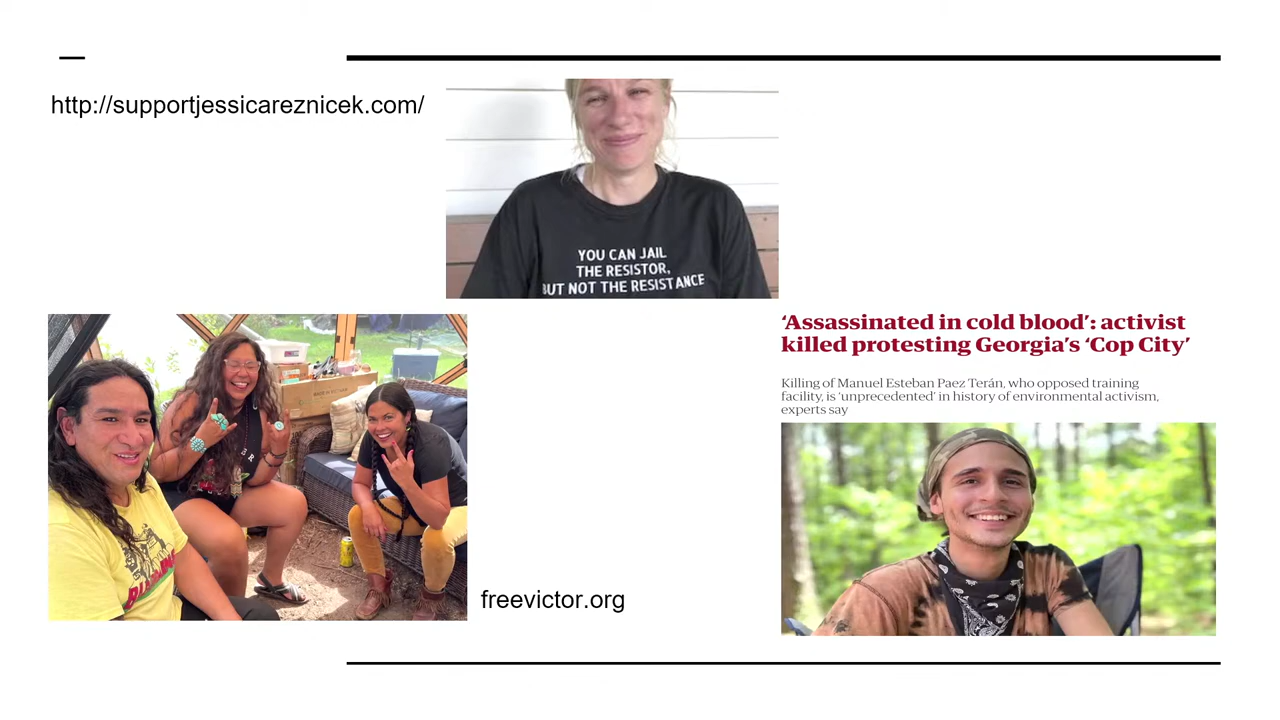 http://supportjessicareznicek.com/
YOU CAN JAIL
THE RESISTOR,
BUT NOT THE RESISTANCE
'Assassinated in cold blood': activist
killed protesting Georgia's 'Cop City'
Killing of Manuel Esteban Paez Terán, who opposed training
facility, is 'unprecedented' in history of environmental activism,
experts say
freevictor.org